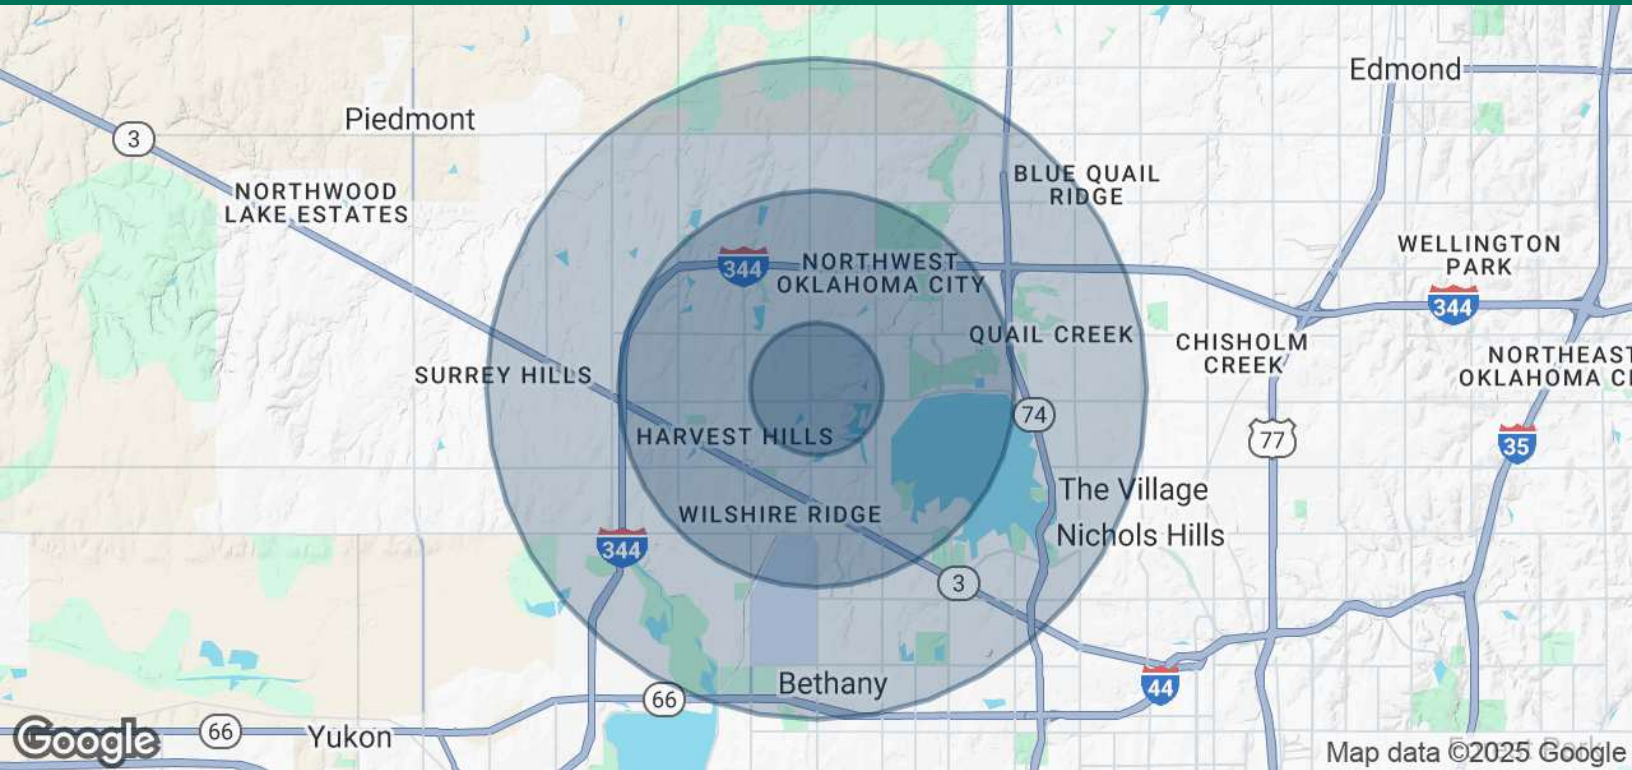 Edmond
Piedmont
3
BLUE QUAIL
RIDGE
NORTHWOOD
LAKE ESTATES
WELLINGTON
PARK
344
NORTHWEST
OKLAHOMA CITY
344
QUAIL CREEK
CHISHOLM
CREEK
NORTHEAST
OKLAHOMA
SURREY HILLS
74
HARVEST HILLS
77
35
The Village
WILSHIRE RIDGE
Nichols Hills
344
3
Bethany
44
66
66
Yukon
Google
Map data ©2025 Google